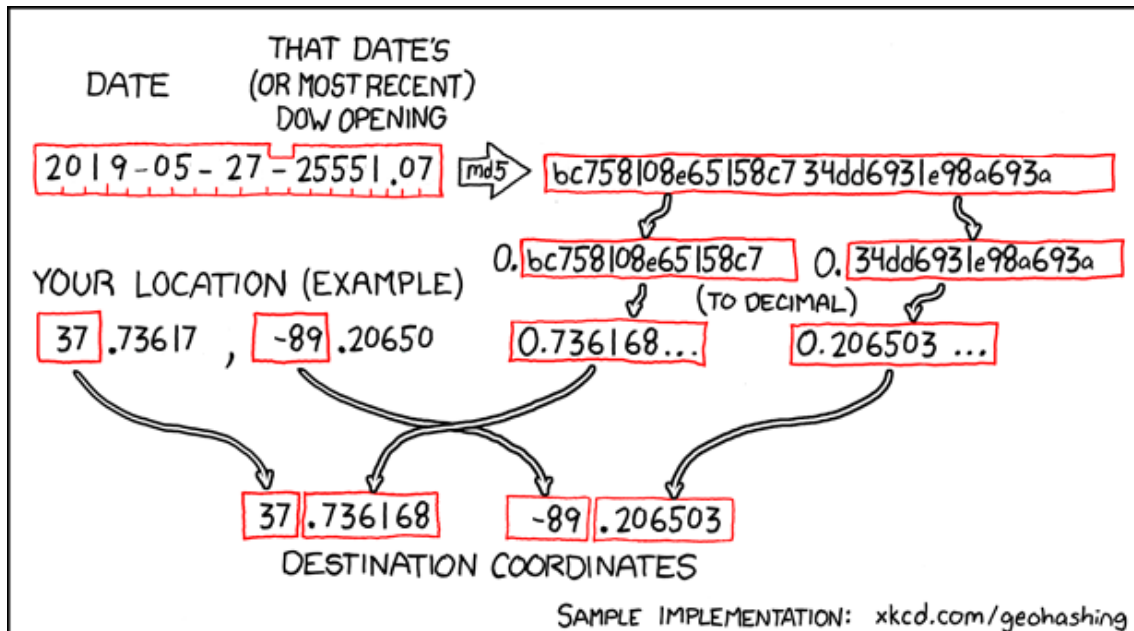 DATE
THAT DATE'S
(OR MOST RECENT)
DOW OPENING
2019-05-27-25551.07
md5
bc758108e65158c734dd6931e98a693a
0.bc758108e65158c7
0.34dd6931e98a693a
(TO DECIMAL)
YOUR LOCATION (EXAMPLE)
37.73617, -89.20650
0.736168...
0.206503...
37.736168
-89.206503
DESTINATION COORDINATES
SAMPLE IMPLEMENTATION: xkcd.com/geohashing